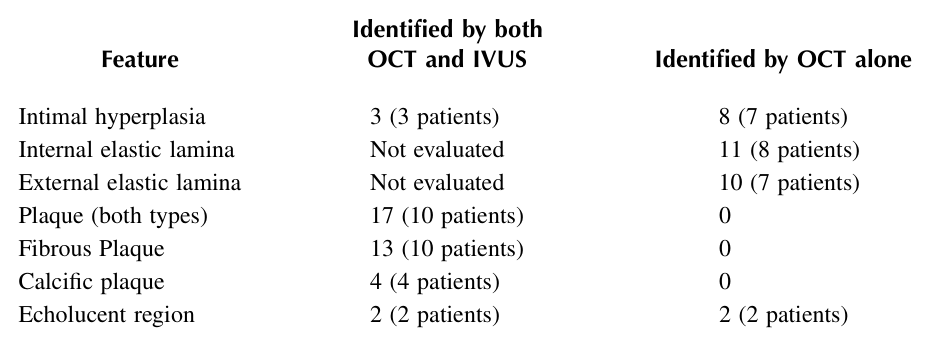 Feature Identified by both OCT and IVUS Identified by OCT alone
Intimal hyperplasia 3 (3 patients) 8 (7 patients)
Internal elastic lamina Not evaluated 11 (8 patients)
External elastic lamina Not evaluated 10 (7 patients)
Plaque (both types) 17 (10 patients) 0
Fibrous Plaque 13 (10 patients) 0
Calcific plaque 4 (4 patients) 0
Echolucent region 2 (2 patients) 2 (2 patients)